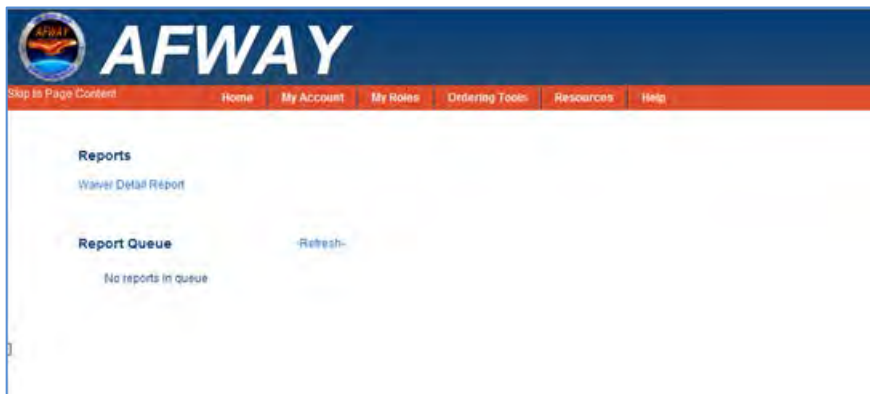 AFWAY
AFWAY
Skip to Page Content Home My Account My Roles Ordering Tools Resources Help
Reports
Waiver Detail Report
Report Queue -Refresh-
No reports in queue